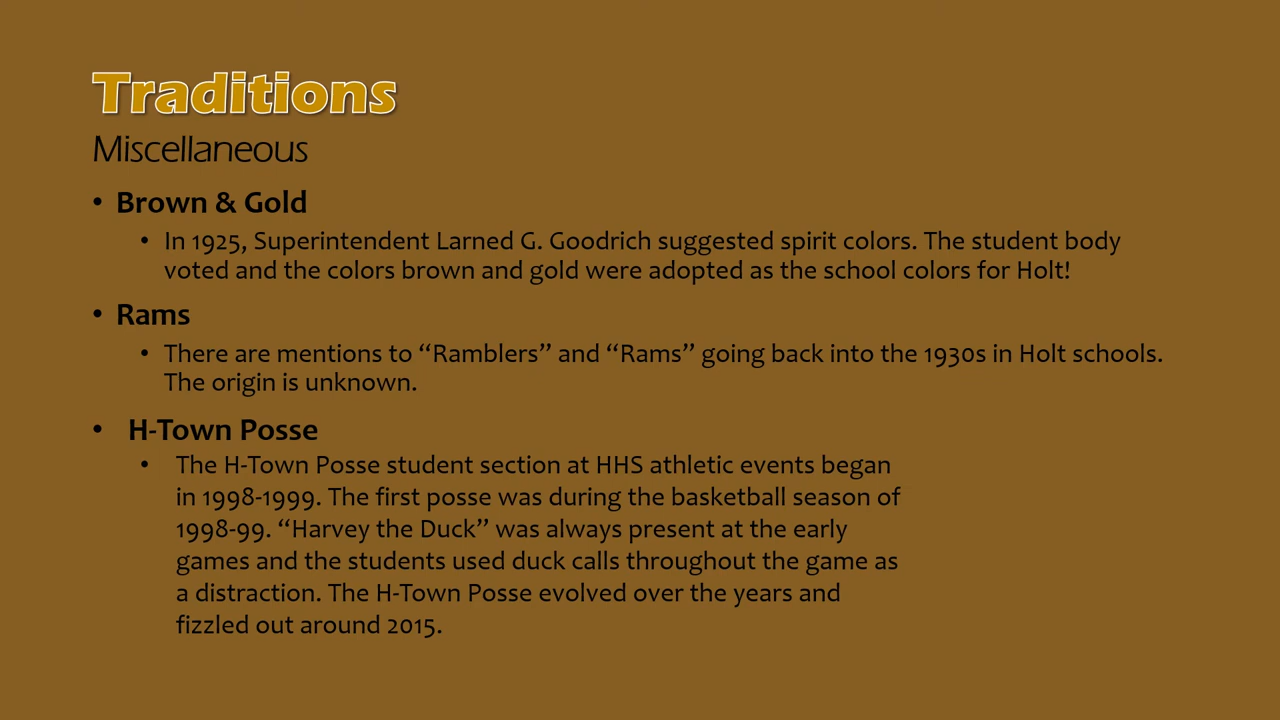 Traditions
Miscellaneous
• Brown & Gold
• In 1925, Superintendent Larned G. Goodrich suggested spirit colors. The student body
voted and the colors brown and gold were adopted as the school colors for Holt!
• Rams
• There are mentions to “Ramblers” and “Rams” going back into the 1930s in Holt schools.
The origin is unknown.
• H-Town Posse
• The H-Town Posse student section at HHS athletic events began
in 1998-1999. The first posse was during the basketball season of
1998-99. “Harvey the Duck” was always present at the early
games and the students used duck calls throughout the game as
a distraction. The H-Town Posse evolved over the years and
fizzled out around 2015.